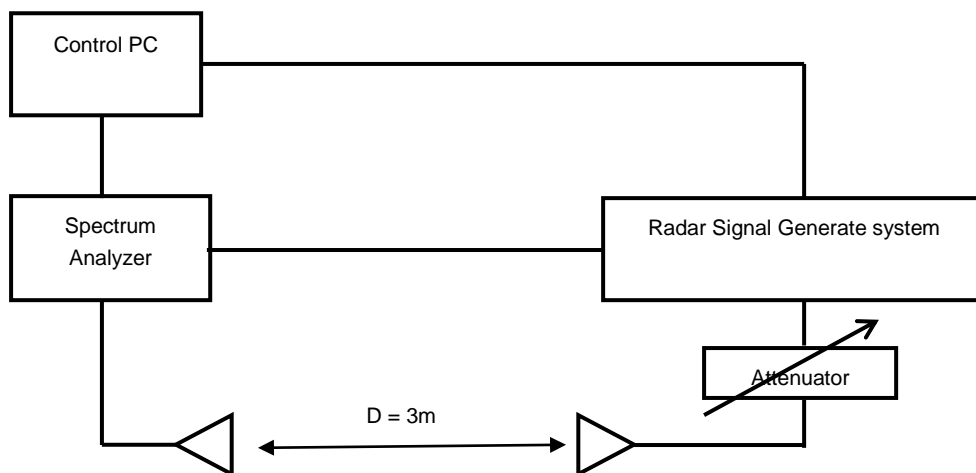 Control PC
Spectrum
Analyzer
Radar Signal Generate system
Attenuator
D = 3m